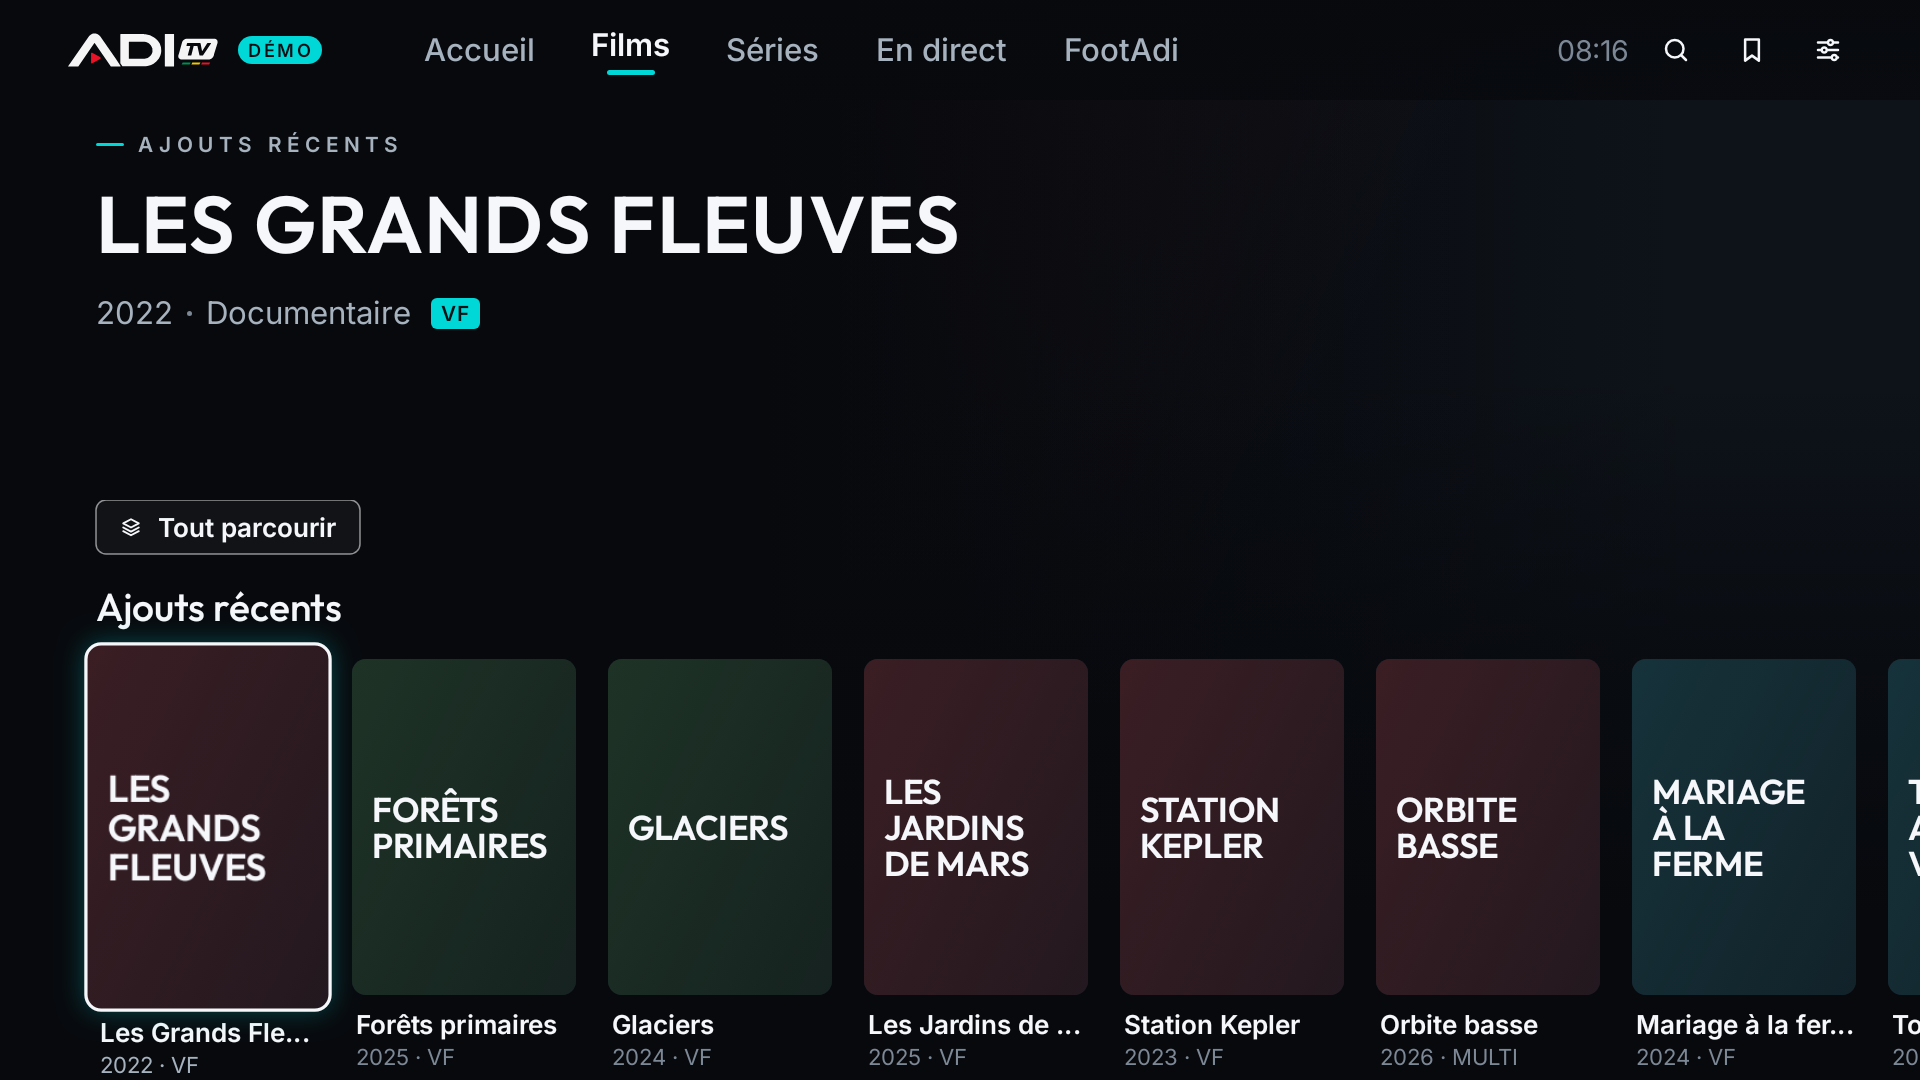 ADI TV DÉMO Accueil Films Séries En direct FootAdi 08:16
AJOUTS RÉCENTS
LES GRANDS FLEUVES
2022 · Documentaire VF
Tout parcourir
Ajouts récents
LES
GRANDS
FLEUVES
FORÊTS
PRIMAIRES
GLACIERS
LES
JARDINS
DE MARS
STATION
KEPLER
ORBITE
BASSE
MARIAGE
À LA
FERME
Les Grands Fle...
2022 · VF
Forêts primaires
2025 · VF
Glaciers
2024 · VF
Les Jardins de ...
2025 · VF
Station Kepler
2023 · VF
Orbite basse
2026 · MULTI
Mariage à la fer...
2024 · VF